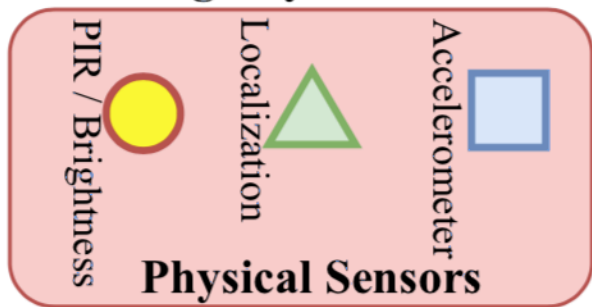 PIR / Brightness
Localization
Accelerometer
Physical Sensors